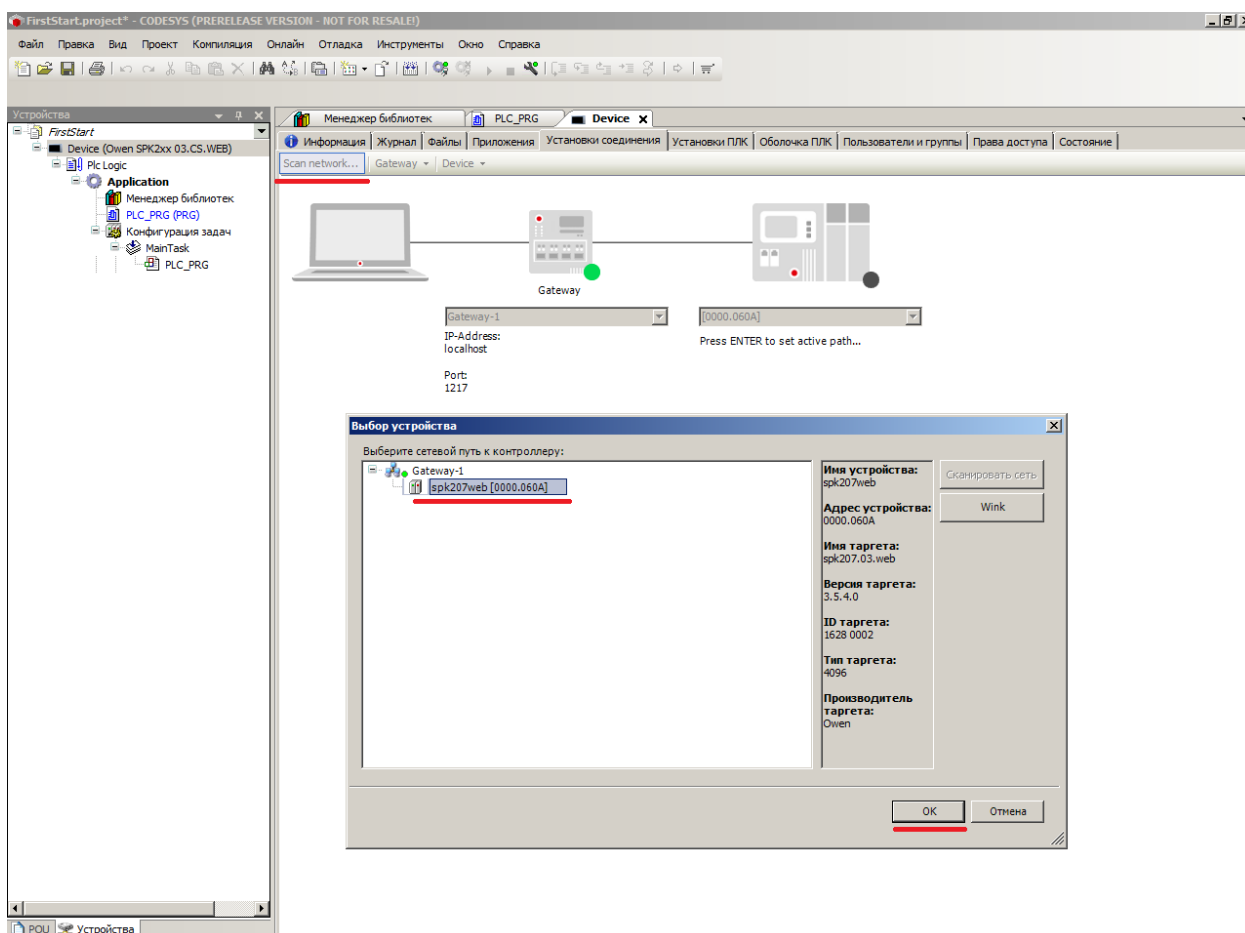 FirstStart.project* - CODESYS (PRERELEASE VERSION - NOT FOR RESALE!)
Файл Правка Вид Проект Компиляция Онлайн Отладка Инструменты Окно Справка
Устройства
FirstStart
Device (Owen SPK2xx 03.CS.WEB)
Plc Logic
Application
Менеджер библиотек
PLC_PRG (PRG)
Конфигурация задач
MainTask
PLC_PRG
POU Устройства
Менеджер библиотек PLC_PRG Device
Информация Журнал Файлы Приложения Установки соединения Установки ПЛК Оболочка ПЛК Пользователи и группы Права доступа Состояние
Scan network... Gateway Device
Gateway
Gateway-1 [0000.060A]
IP-Address:
localhost
Press ENTER to set active path...
Port:
1217
Выбор устройства
Выберите сетевой путь к контроллеру:
Gateway-1
spk207web [0000.060A]
Имя устройства:
spk207web
Адрес устройства:
0000.060A
Имя таргета:
spk207.03.web
Версия таргета:
3.5.4.0
ID таргета:
1628 0002
Тип таргета:
4096
Производитель
таргета:
Owen
Сканировать сеть
Wink
OK Отмена